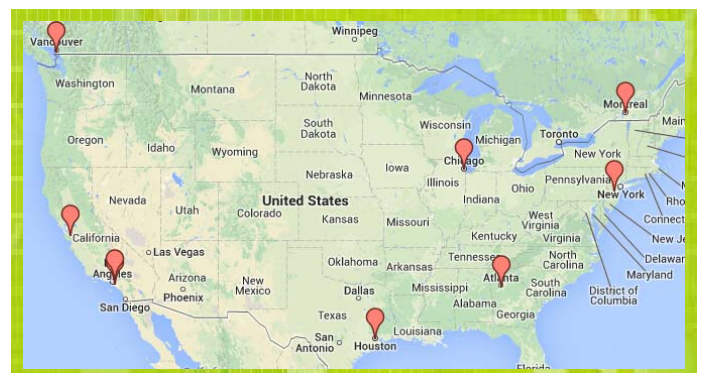 Winnipeg
Vancouver
Washington
Montana
North
Dakota
Minnesota
Montreal
Oregon
Idaho
Wyoming
South
Dakota
Wisconsin
Michigan
Toronto
Chicago
New York
Nebraska
Iowa
Illinois
Indiana
Ohio
Pennsylvania
New York
Nevada
Utah
Colorado
United States
Kansas
Missouri
West
Virginia
Kentucky
Virginia
California
Las Vegas
Angeles
San Diego
Arizona
Phoenix
New
Mexico
Oklahoma
Arkansas
Tennessee
North
Carolina
Atlanta
South
Carolina
Dallas
Mississippi
Alabama
Georgia
Texas
San
Antonio
Houston
Louisiana
Florida
Main
Rho
Connect
New Je
Delawar
Maryland
District of
Columbia